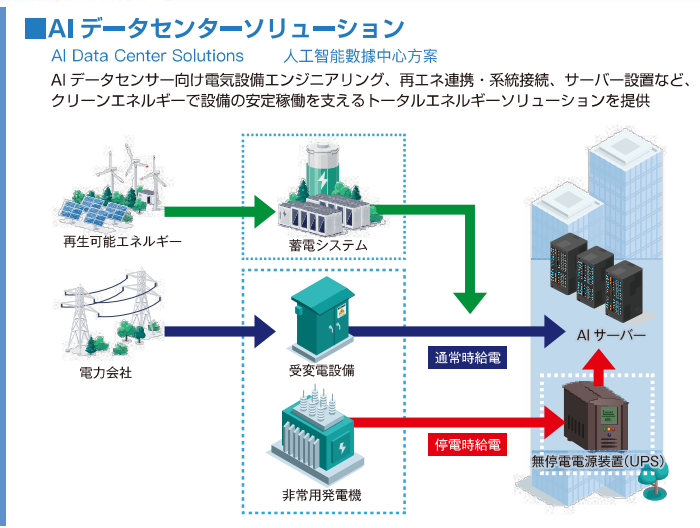 ■AI データセンターソリューション
AI Data Center Solutions 人工智能數據中心方案
AI データセンサー向け電気設備エンジニアリング、再エネ連携・系統接続、サーバー設置など、
クリーンエネルギーで設備の安定稼働を支えるトータルエネルギーソリューションを提供
再生可能エネルギー
蓄電システム
AI サーバー
電力会社
受変電設備
通常時給電
停電時給電
無停電電源装置(UPS)
非常用発電機